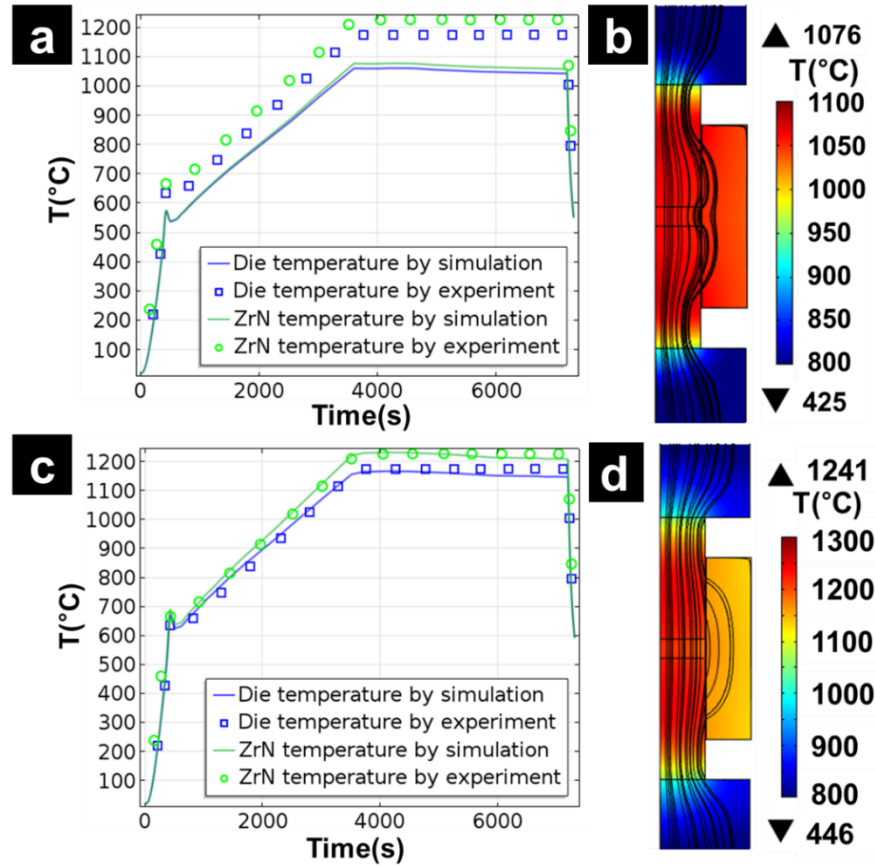 a
1200
1100
1000
900
800
700
600
500
400
300
200
100
T(°C)
0
2000
4000
6000
Time(s)
Die temperature by simulation
Die temperature by experiment
ZrN temperature by simulation
ZrN temperature by experiment
b
▲ 1076
T(°C)
1100
1050
1000
950
900
850
800
▼ 425
c
1200
1100
1000
900
800
700
600
500
400
300
200
100
T(°C)
0
2000
4000
6000
Time(s)
Die temperature by simulation
Die temperature by experiment
ZrN temperature by simulation
ZrN temperature by experiment
d
▲ 1241
T(°C)
1300
1200
1100
1000
900
800
▼ 446